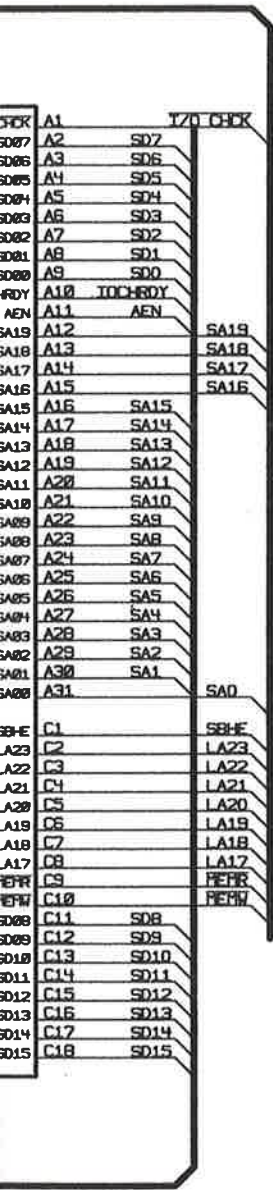 CHCK A1 I/O CHCK
SD07 A2 SD7
SD06 A3 SD6
SD05 A4 SD5
SD04 A5 SD4
SD03 A6 SD3
SD02 A7 SD2
SD01 A8 SD1
SD00 A9 SD0
HRDY A10 IOCHRDY
AEN A11 AEN
SA19 A12 SA19
SA18 A13 SA18
SA17 A14 SA17
SA16 A15 SA16
SA15 A16 SA15
SA14 A17 SA14
SA13 A18 SA13
SA12 A19 SA12
SA11 A20 SA11
SA10 A21 SA10
SA09 A22 SA9
SA08 A23 SA8
SA07 A24 SA7
SA06 A25 SA6
SA05 A26 SA5
SA04 A27 SA4
SA03 A28 SA3
SA02 A29 SA2
SA01 A30 SA1
SA00 A31 SA0
SBHE C1 SBHE
LA23 C2 LA23
LA22 C3 LA22
LA21 C4 LA21
LA20 C5 LA20
LA19 C6 LA19
LA18 C7 LA18
LA17 C8 LA17
MEMR C9 MEMR
MEMW C10 MEMW
SD08 C11 SD8
SD09 C12 SD9
SD10 C13 SD10
SD11 C14 SD11
SD12 C15 SD12
SD13 C16 SD13
SD14 C17 SD14
SD15 C18 SD15